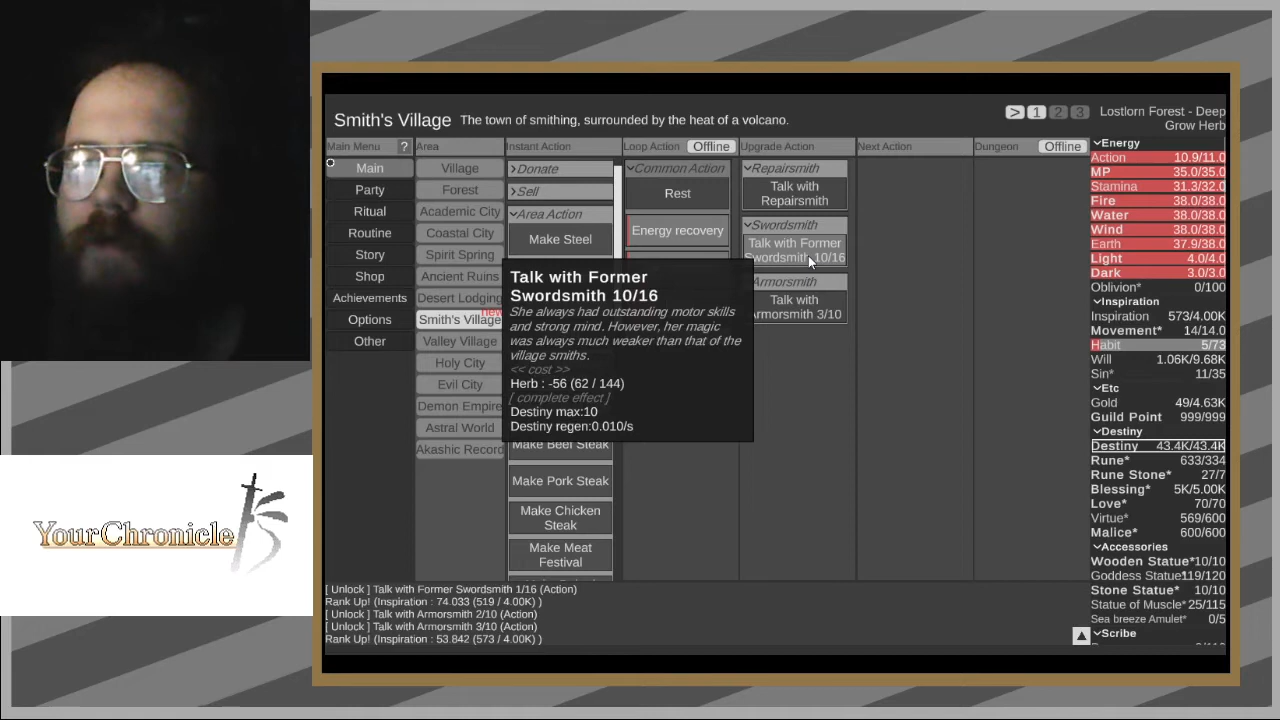 Smith's Village The town of smithing, surrounded by the heat of a volcano.
> 1 2 3
Lostlorn Forest - Deep
Grow Herb
Main Menu ? Area Instant Action Loop Action Offline Upgrade Action Next Action Dungeon Offline
Main
Party
Ritual
Routine
Story
Shop
Achievements
Options
Other
Village
Forest
Academic City
Coastal City
Spirit Spring
Ancient Ruins
Desert Lodging
new
Smith's Village
Valley Village
Holy City
Evil City
Demon Empire
Astral World
Akashic Record
Donate
Sell
Area Action
Make Steel
Make Beef Steak
Make Pork Steak
Make Chicken
Steak
Make Meat
Festival
Common Action
Rest
Energy recovery
Repairsmith
Talk with
Repairsmith
Swordsmith
Talk with Former
Swordsmith 10/16
Armorsmith
Talk with
Armorsmith 3/10
Talk with Former
Swordsmith 10/16
She always had outstanding motor skills
and strong mind. However, her magic
was always much weaker than that of the
village smiths.
<< cost >>
Herb : -56 (62 / 144)
[ complete effect ]
Destiny max:10
Destiny regen:0.010/s
Energy
Action 10.9/11.0
MP 35.0/35.0
Stamina 31.3/32.0
Fire 38.0/38.0
Water 38.0/38.0
Wind 38.0/38.0
Earth 37.9/38.0
Light 4.0/4.0
Dark 3.0/3.0
Oblivion* 0/100
Inspiration
Inspiration 573/4.00K
Movement* 14/14.0
Habit 5/73
Will 1.06K/9.68K
Sin* 11/35
Etc
Gold 49/4.63K
Guild Point 999/999
Destiny
Destiny 43.4K/43.4K
Rune* 633/334
Rune Stone* 27/7
Blessing* 5K/5.00K
Love* 70/70
Virtue* 569/600
Malice* 600/600
Accessories
Wooden Statue* 10/10
Goddess Statue 119/120
Stone Statue* 10/10
Statue of Muscle* 25/115
Sea breeze Amulet* 0/5
Scribe
[ Unlock ] Talk with Former Swordsmith 1/16 (Action)
Rank Up! (Inspiration : 74.033 (519 / 4.00K) )
[ Unlock ] Talk with Armorsmith 2/10 (Action)
[ Unlock ] Talk with Armorsmith 3/10 (Action)
Rank Up! (Inspiration : 53.842 (573 / 4.00K) )
YourChronicle